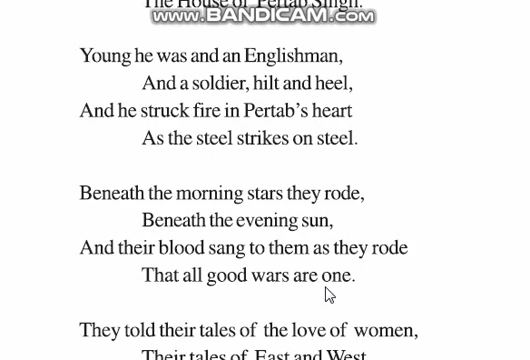 The House of Pertab Singh.
www.BANDICAM.com
Young he was and an Englishman,
And a soldier, hilt and heel,
And he struck fire in Pertab's heart
As the steel strikes on steel.
Beneath the morning stars they rode,
Beneath the evening sun,
And their blood sang to them as they rode
That all good wars are one.
They told their tales of the love of women,
Their tales of East and West